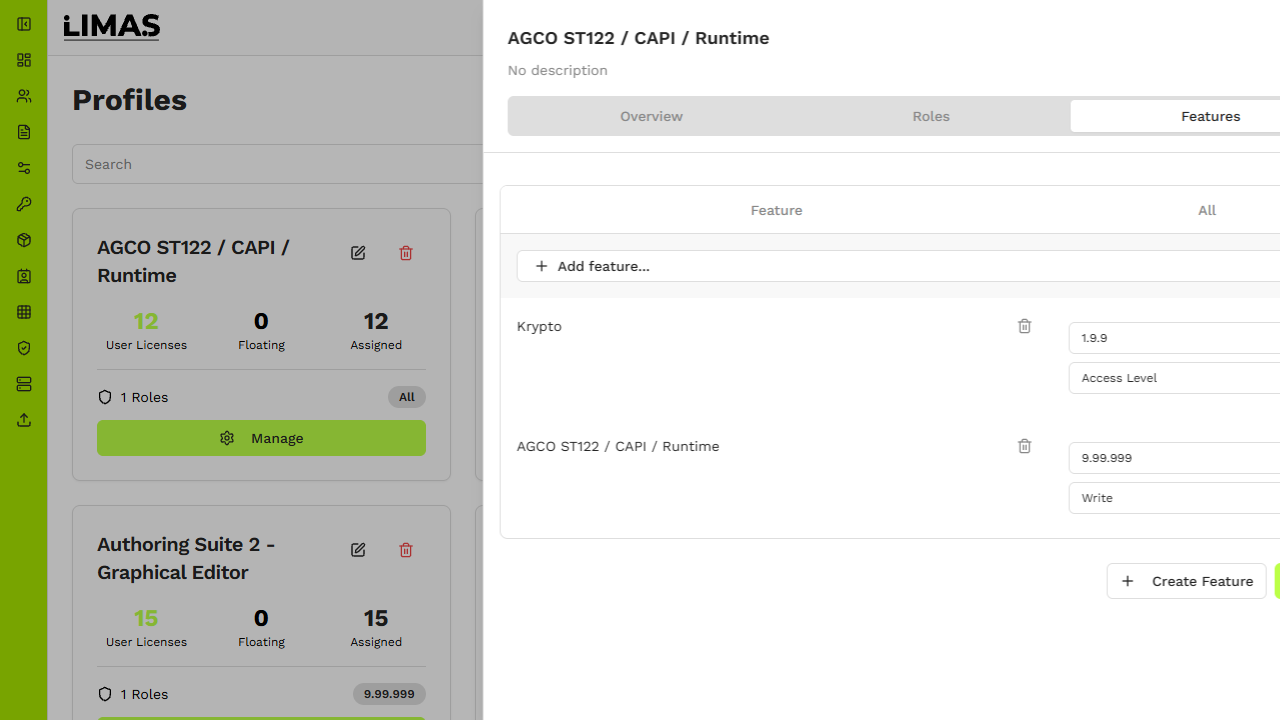 LIMAS
Profiles
Search
AGCO ST122 / CAPI /
Runtime
12
0
12
User Licenses
Floating
Assigned
1 Roles
All
Manage
Authoring Suite 2 -
Graphical Editor
15
0
15
User Licenses
Floating
Assigned
1 Roles
9.99.999
AGCO ST122 / CAPI / Runtime
No description
Overview
Roles
Features
Feature
All
Add feature...
Krypto
1.9.9
Access Level
AGCO ST122 / CAPI / Runtime
9.99.999
Write
Create Feature